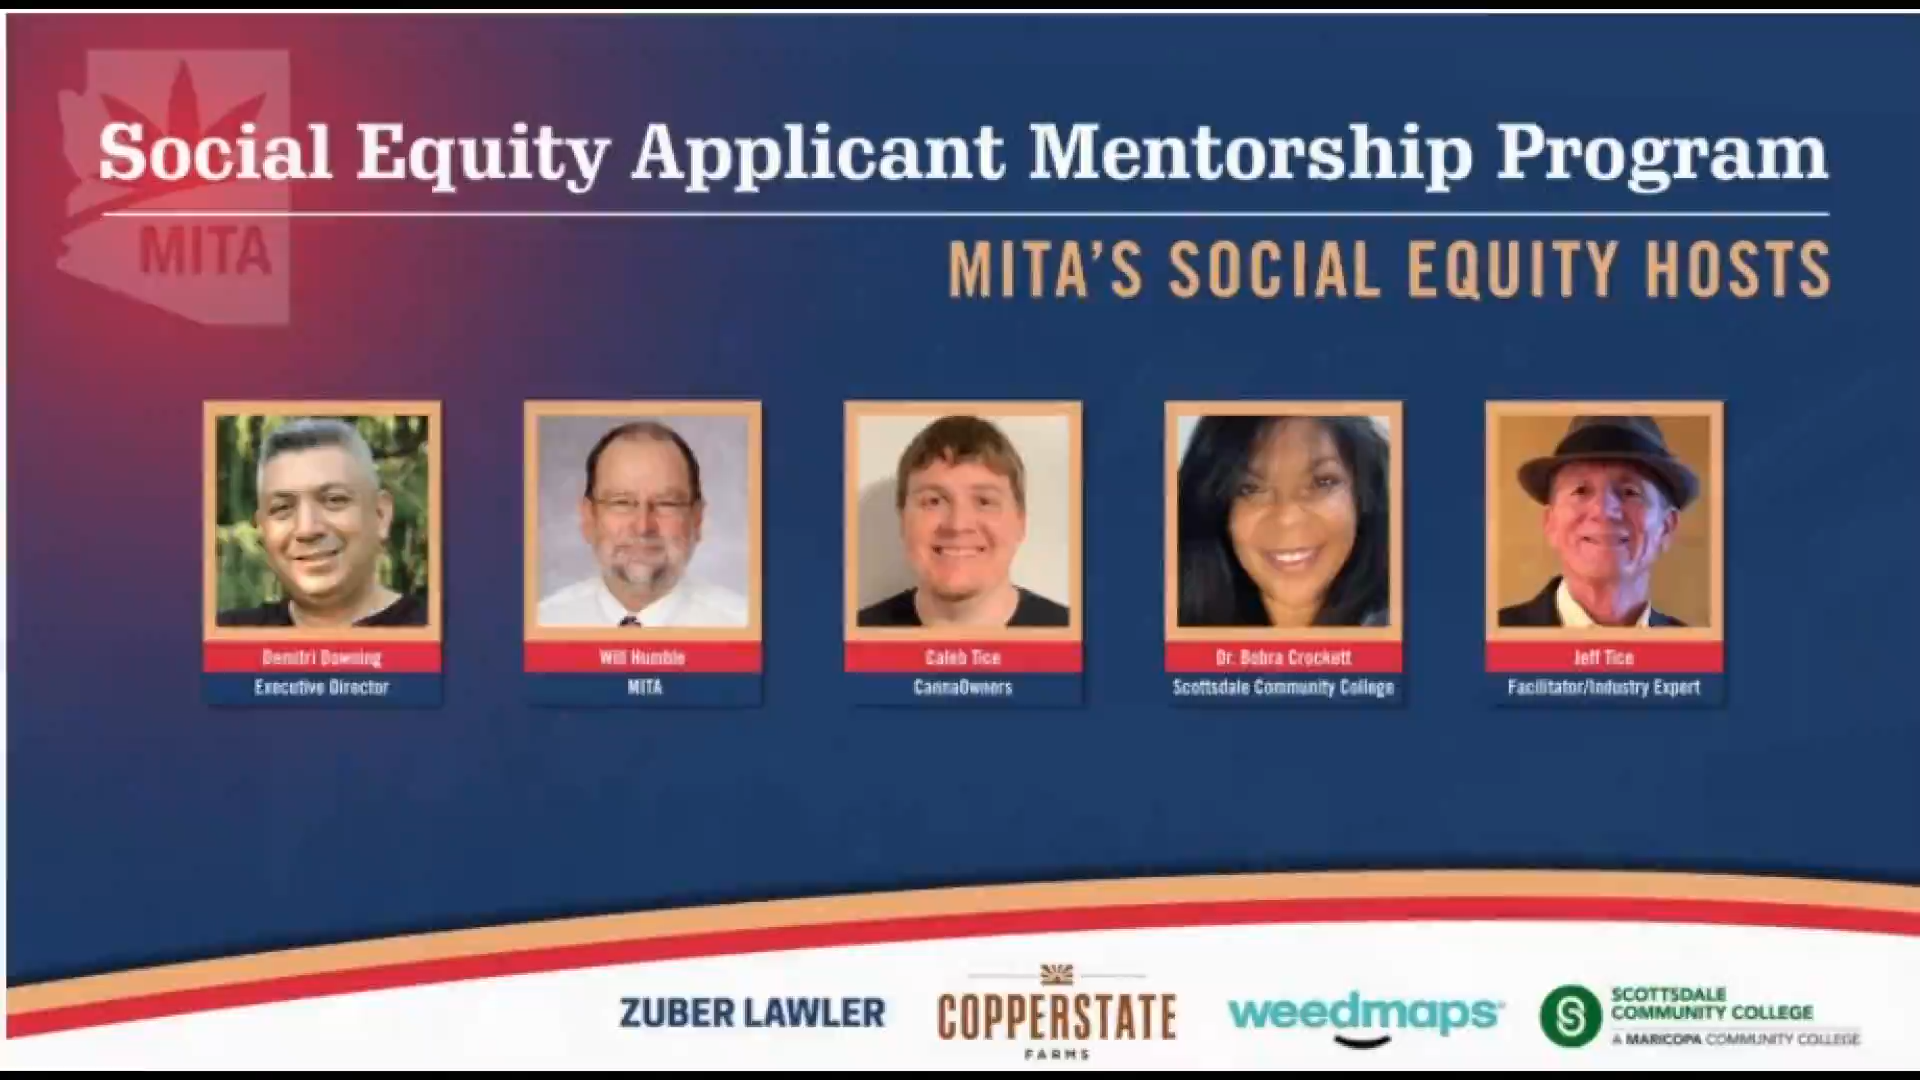 Social Equity Applicant Mentorship Program
MITA
MITA'S SOCIAL EQUITY HOSTS
Demitri Downing
Executive Director
Will Humble
MITA
Caleb Tice
CannaOwners
Dr. Bobra Crockett
Scottsdale Community College
Jeff Tice
Facilitator/Industry Expert
ZUBER LAWLER
COPPERSTATE
FARMS
weedmaps
S
SCOTTSDALE
COMMUNITY COLLEGE
A MARICOPA COMMUNITY COLLEGE